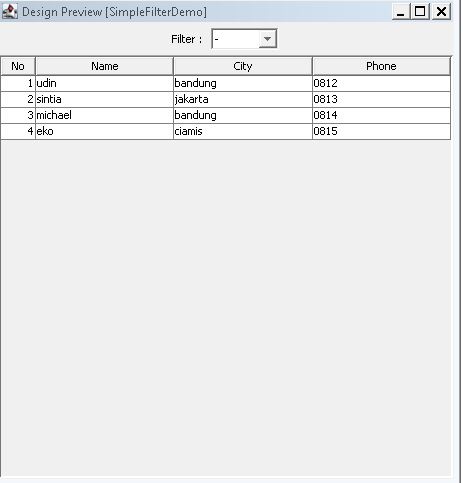 Design Preview [SimpleFilterDemo]
Filter : -
No Name City Phone
1 udin bandung 0812
2 sintia jakarta 0813
3 michael bandung 0814
4 eko ciamis 0815